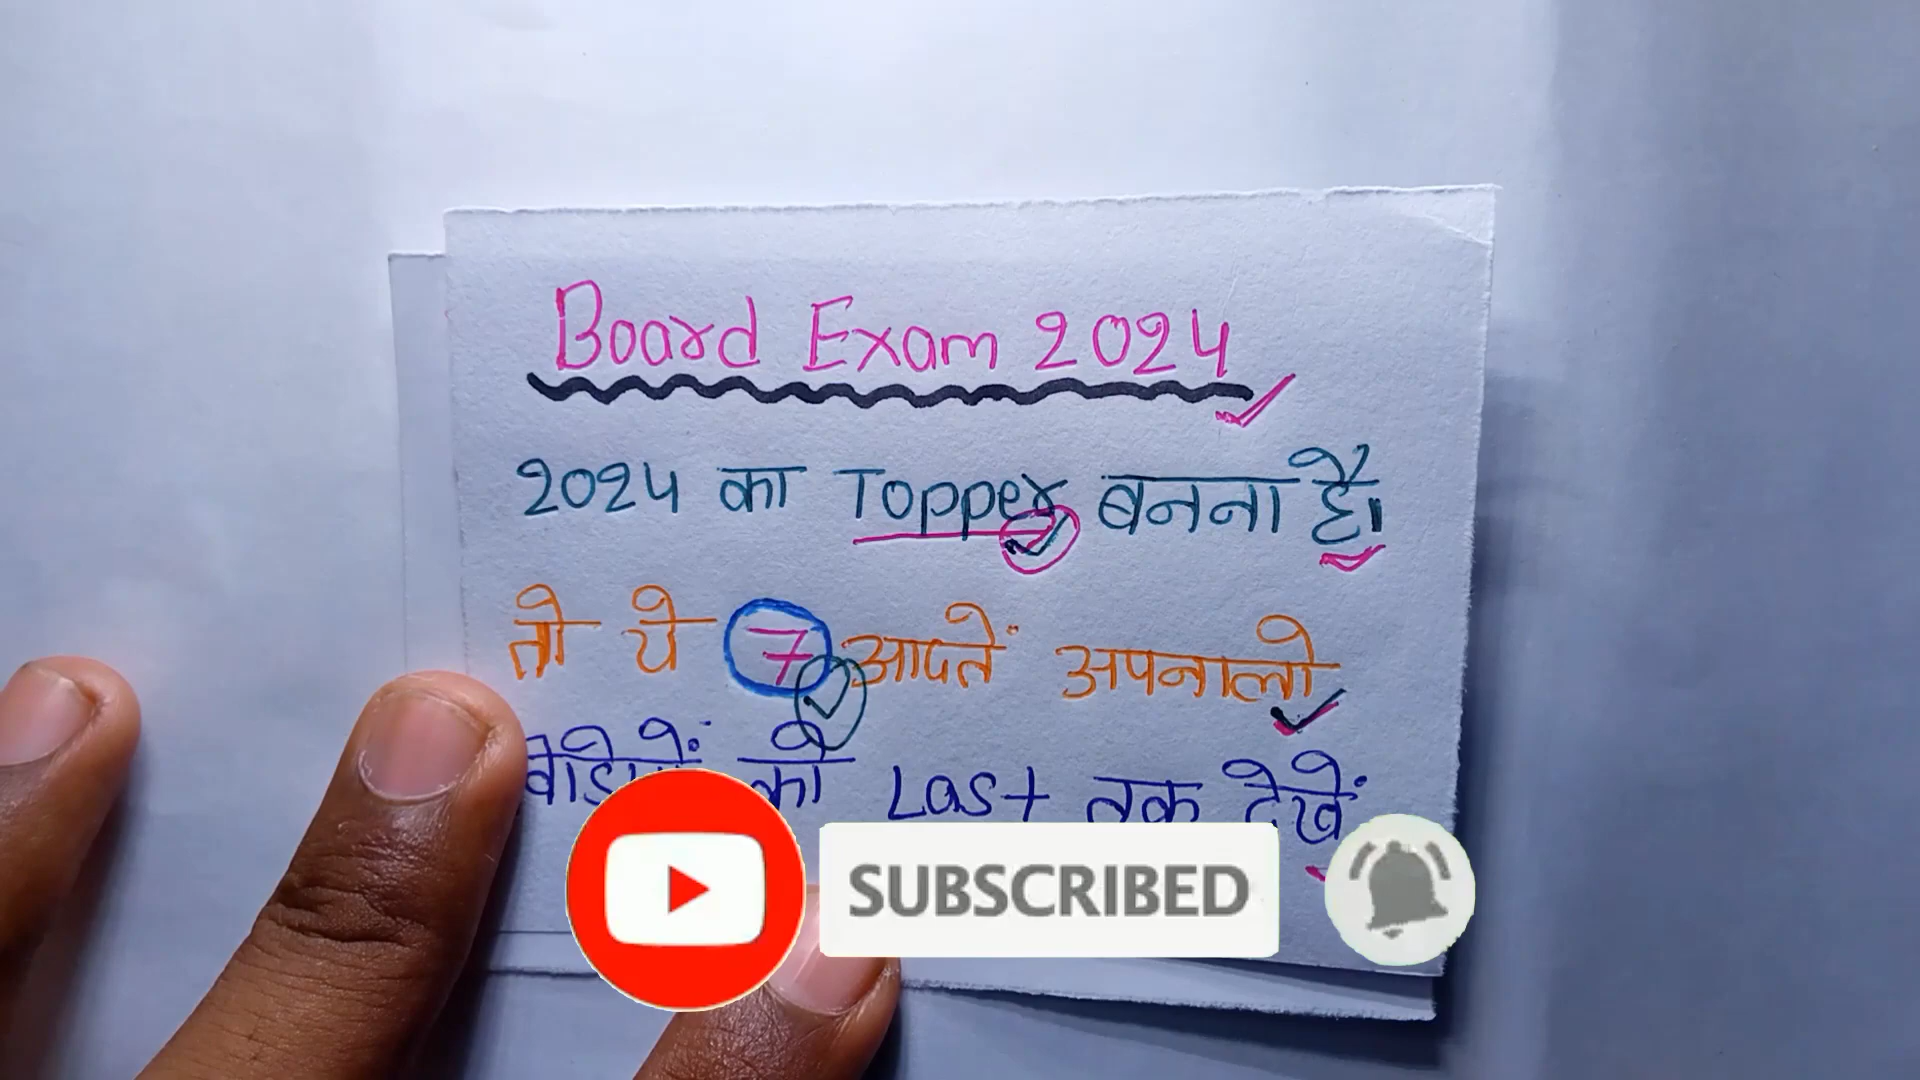 Board Exam 2024
2024 का Topper बनना है।
तो ये 7 आदतें अपनालो
को Last तक देखें
SUBSCRIBED